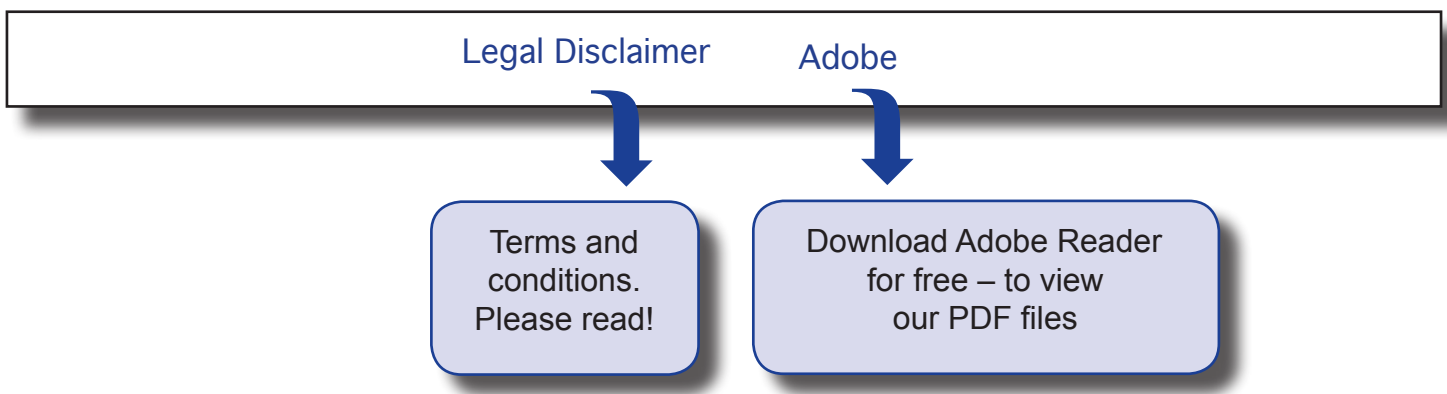 Legal Disclaimer
Adobe
Terms and
conditions.
Please read!
Download Adobe Reader
for free – to view
our PDF files